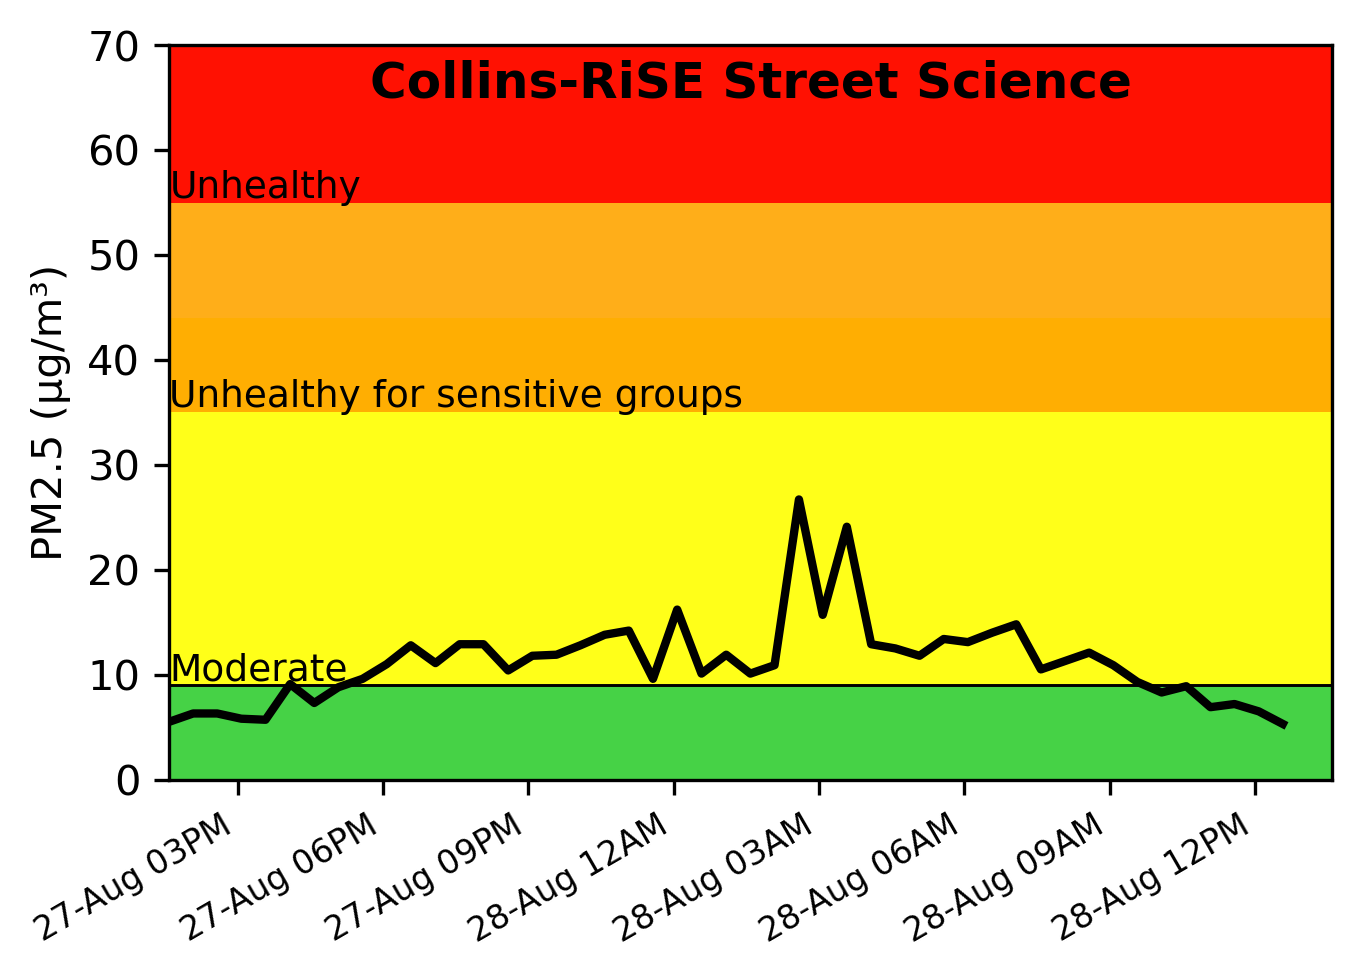 Collins-RiSE Street Science
70
60
50
40
30
20
10
0
PM2.5 (µg/m³)
Unhealthy
Unhealthy for sensitive groups
Moderate
27-Aug 03PM
27-Aug 06PM
27-Aug 09PM
28-Aug 12AM
28-Aug 03AM
28-Aug 06AM
28-Aug 09AM
28-Aug 12PM